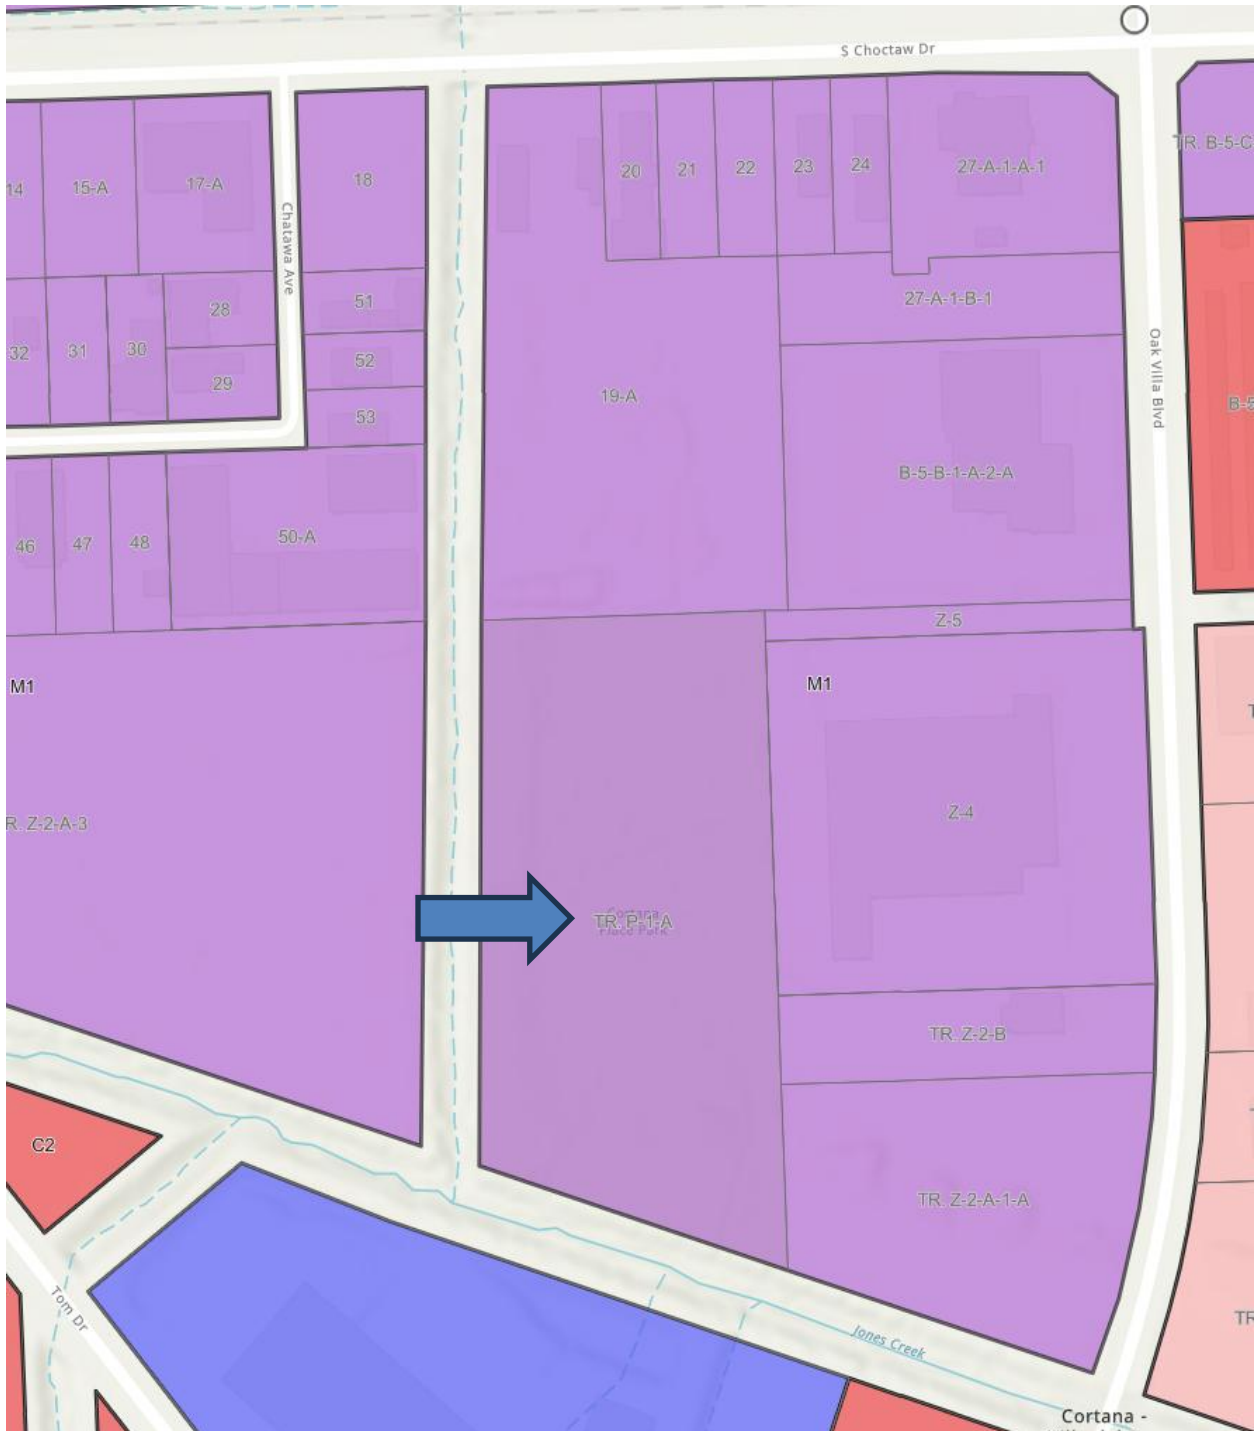 S Choctaw Dr
TR. B-5-C
14
15-A
17-A
18
20
21
22
23
24
27-A-1-A-1
Chatawa Ave
28
51
27-A-1-B-1
32
31
30
52
29
53
19-A
Oak Villa Blvd
B-5
B-5-B-1-A-2-A
46
47
48
50-A
Z-5
M1
M1
Z-4
R. Z-2-A-3
TR. P-1-A
Cortana
Place Park
TR. Z-2-B
C2
TR. Z-2-A-1-A
Tom Dr
Jones Creek
TR
Cortana -